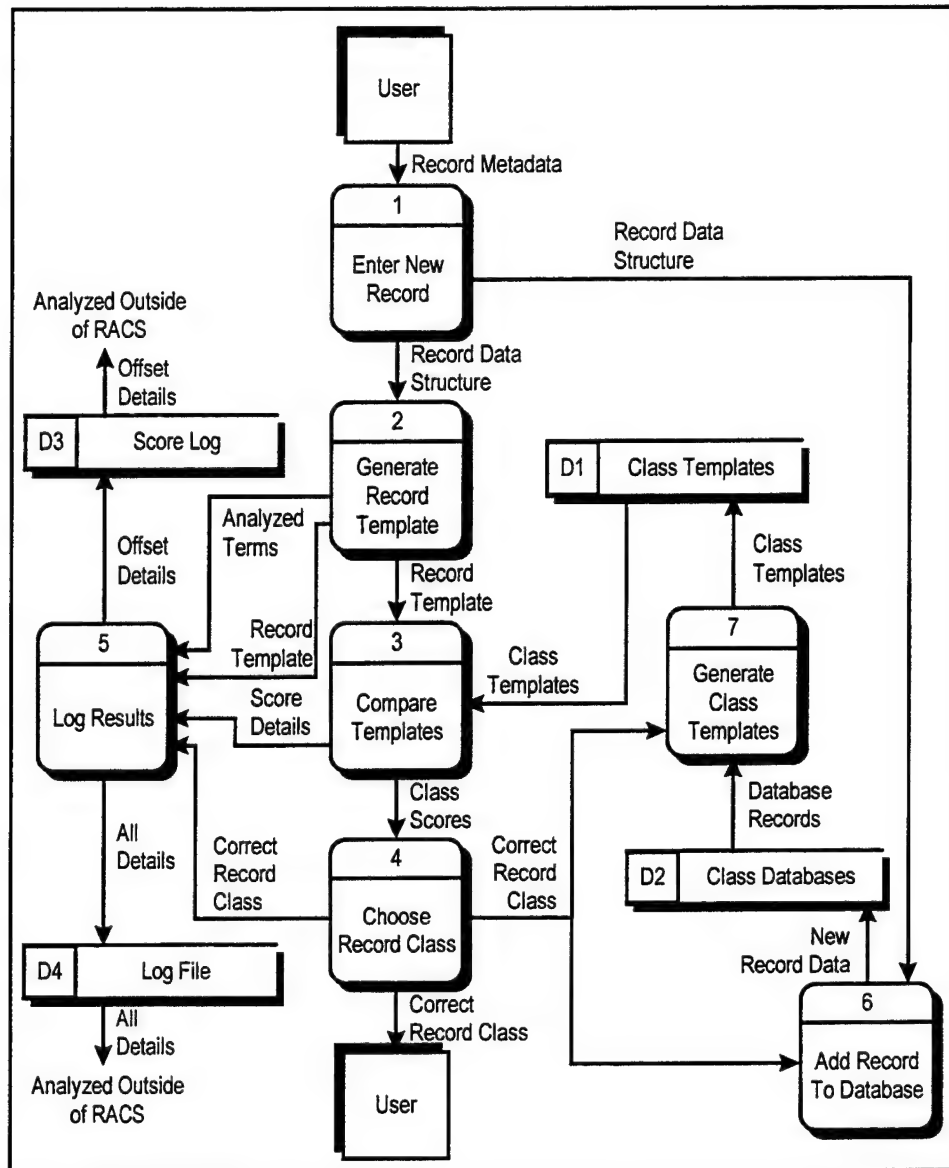 User
Record Metadata
1
Enter New
Record
Record Data
Structure
Analyzed Outside
of RACS
Offset
Details
Record Data
Structure
D3
Score Log
2
Generate
Record
Template
D1
Class Templates
Analyzed
Terms
Offset
Details
Class
Templates
Record
Template
5
Log Results
Record
Template
3
Compare
Templates
Class
Templates
7
Generate
Class
Templates
Score
Details
Class
Scores
Database
Records
All
Details
Correct
Record
Class
4
Choose
Record Class
Correct
Record
Class
D2
Class Databases
New
Record Data
D4
Log File
Correct
Record Class
6
Add Record
To Database
All
Details
Analyzed Outside
of RACS
User